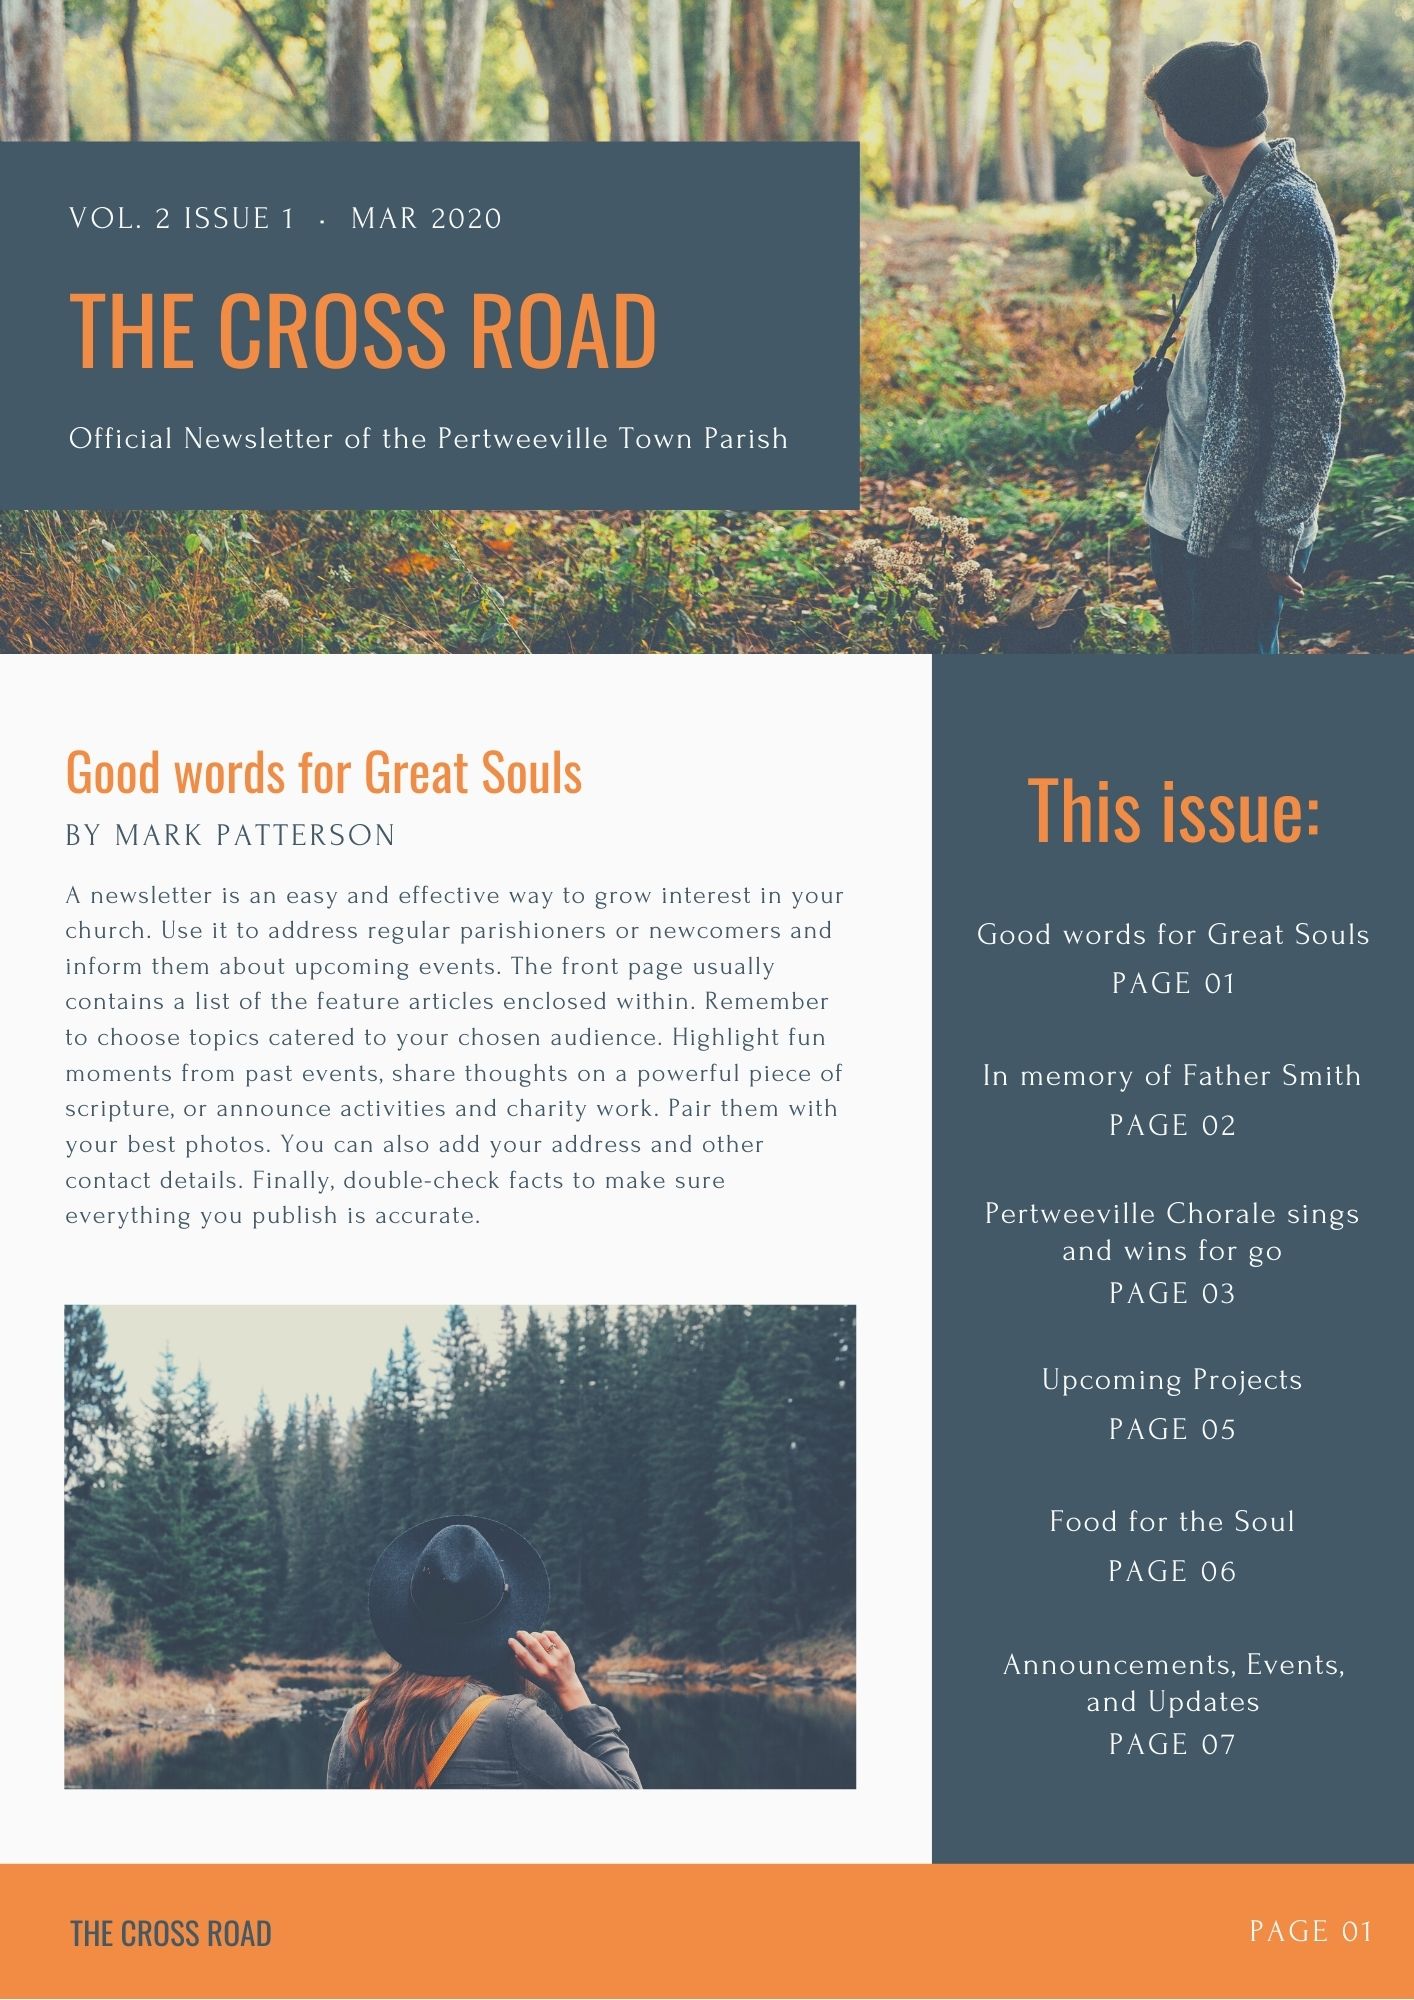 VOL. 2 ISSUE 1 · MAR 2020
THE CROSS ROAD
Official Newsletter of the Pertweeville Town Parish
Good words for Great Souls
BY MARK PATTERSON
A newsletter is an easy and effective way to grow interest in your
church. Use it to address regular parishioners or newcomers and
inform them about upcoming events. The front page usually
contains a list of the feature articles enclosed within. Remember
to choose topics catered to your chosen audience. Highlight fun
moments from past events, share thoughts on a powerful piece of
scripture, or announce activities and charity work. Pair them with
your best photos. You can also add your address and other
contact details. Finally, double-check facts to make sure
everything you publish is accurate.
This issue:
Good words for Great Souls
PAGE 01
In memory of Father Smith
PAGE 02
Pertweeville Chorale sings
and wins for go
PAGE 03
Upcoming Projects
PAGE 05
Food for the Soul
PAGE 06
Announcements, Events,
and Updates
PAGE 07
THE CROSS ROAD
PAGE 01